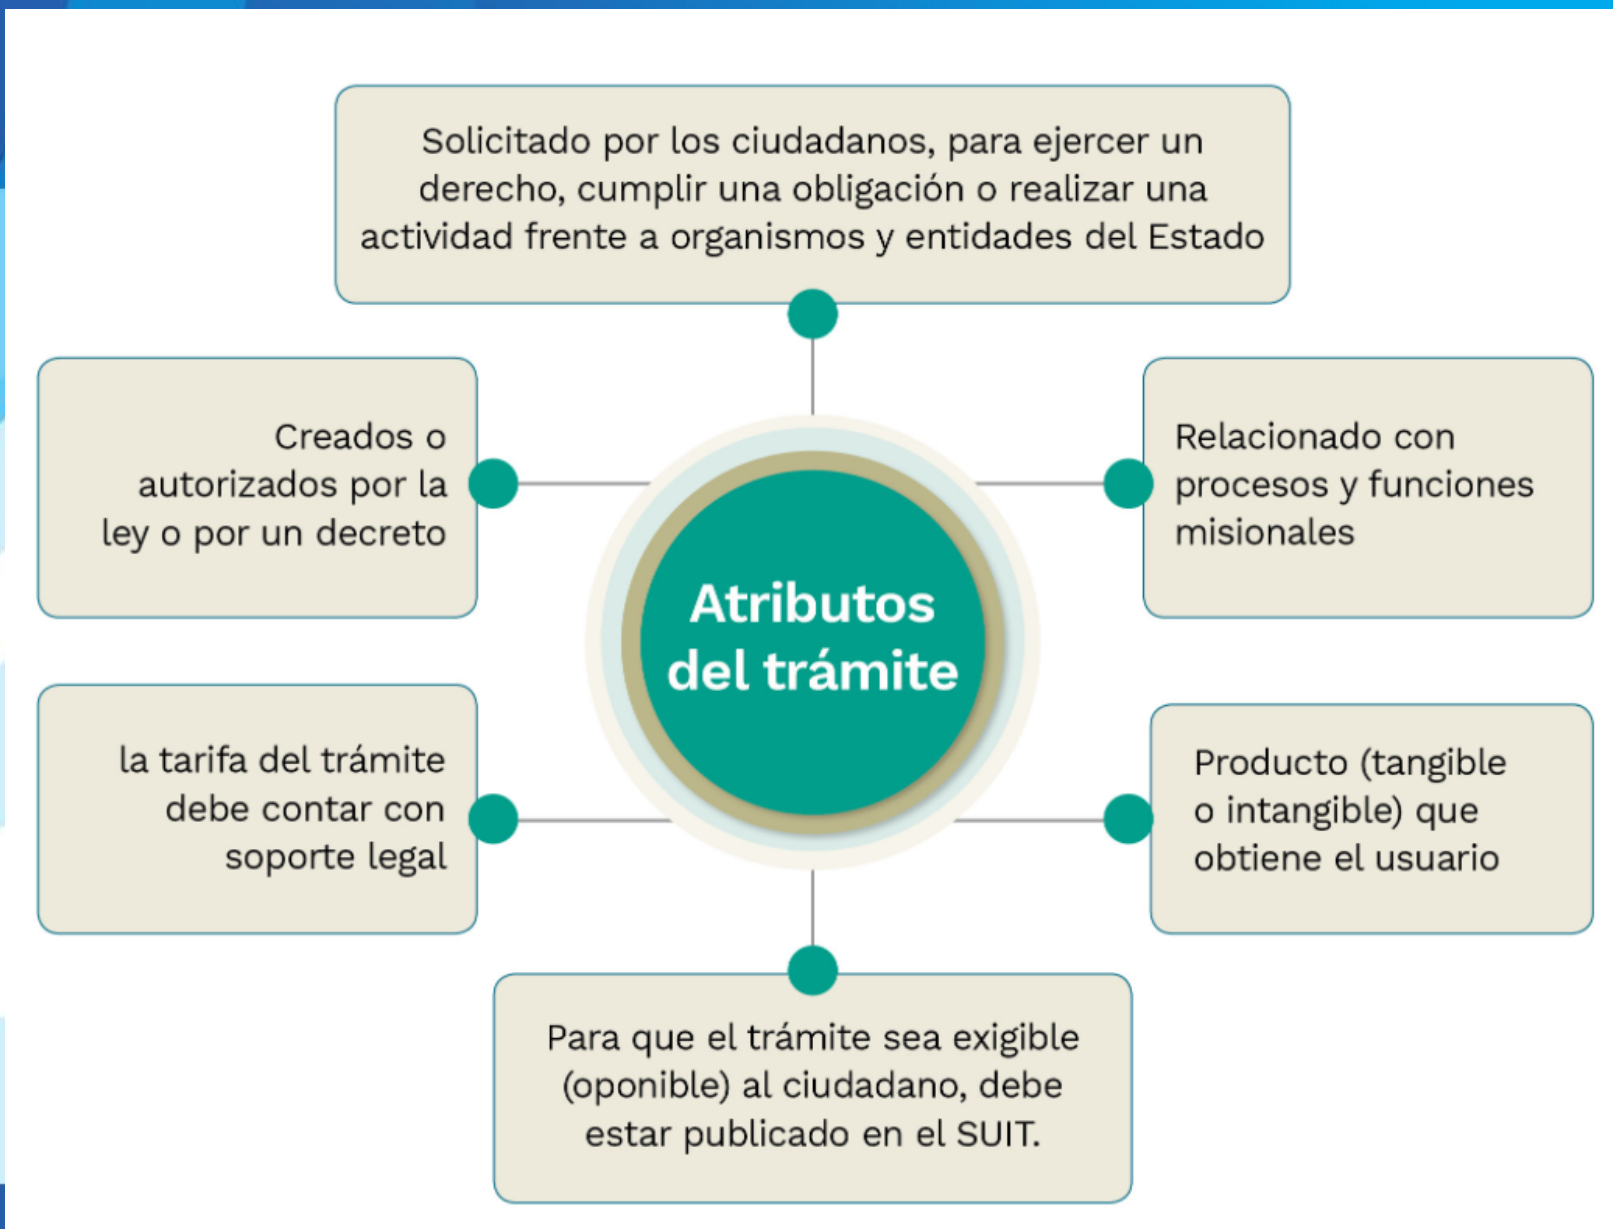 Solicitado por los ciudadanos, para ejercer un
derecho, cumplir una obligación o realizar una
actividad frente a organismos y entidades del Estado
Creados o
autorizados por la
ley o por un decreto
Relacionado con
procesos y funciones
misionales
Atributos
del trámite
la tarifa del trámite
debe contar con
soporte legal
Producto (tangible
o intangible) que
obtiene el usuario
Para que el trámite sea exigible
(oponible) al ciudadano, debe
estar publicado en el SUIT.